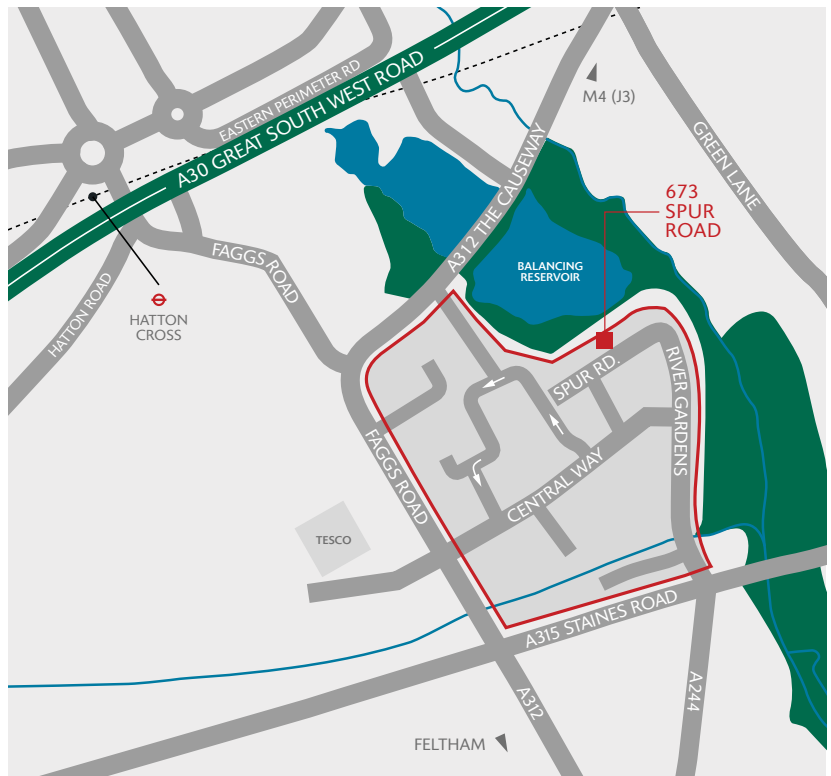 EASTERN PERIMETER RD
A30 GREAT SOUTH WEST ROAD
M4 (J3)
GREEN LANE
A312 THE CAUSEWAY
673
SPUR
ROAD
FAGGS ROAD
BALANCING
RESERVOIR
HATTON ROAD
HATTON
CROSS
SPUR RD.
RIVER GARDENS
FAGGS ROAD
CENTRAL WAY
TESCO
A315 STAINES ROAD
A312
A244
FELTHAM